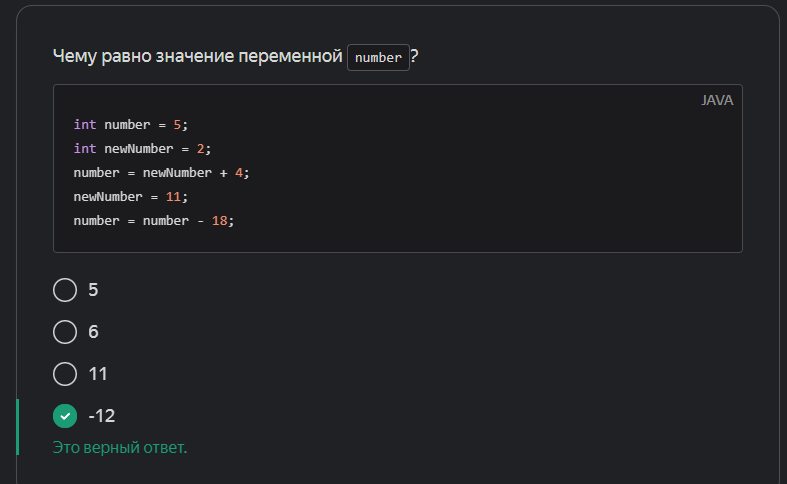 Чему равно значение переменной number?
JAVA
int number = 5;
int newNumber = 2;
number = newNumber + 4;
newNumber = 11;
number = number - 18;
5
6
11
-12
Это верный ответ.